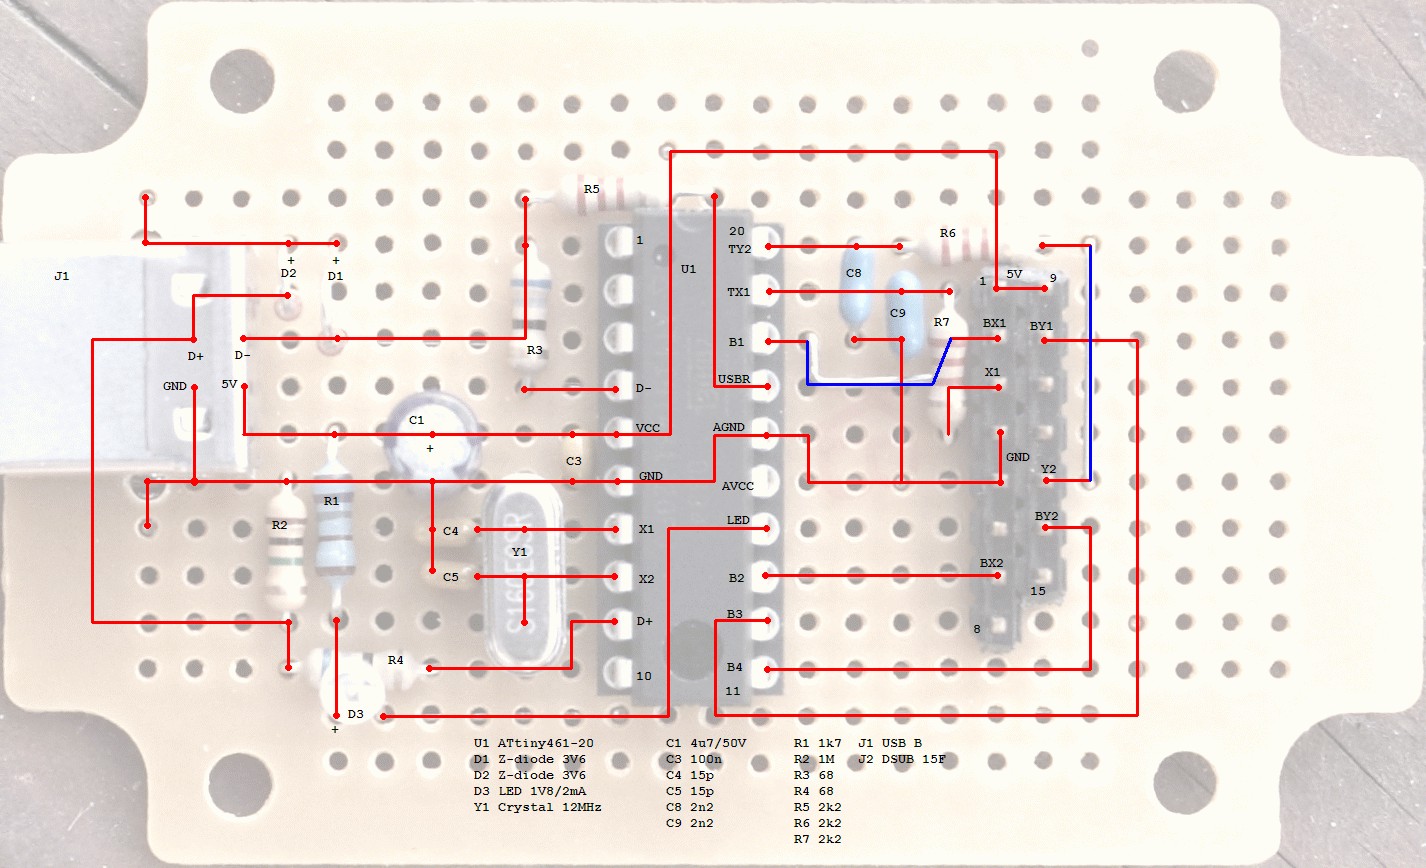 R5
1
20
TY2
R6
J1
+
+
D2
D1
U1
C8
5V
1
9
TX1
C9
R7
BX1
BY1
D+
D-
R3
B1
GND
5V
D-
USBR
X1
C1
+
VCC
AGND
C3
GND
GND
Y2
AVCC
R1
R2
C4
X1
LED
BY2
Y1
C5
X2
B2
BX2
15
D+
B3
8
R4
10
B4
11
D3
+
U1 ATtiny461-20
D1 Z-diode 3V6
D2 Z-diode 3V6
D3 LED 1V8/2mA
Y1 Crystal 12MHz
C1 4u7/50V
C3 100n
C4 15p
C5 15p
C8 2n2
C9 2n2
R1 1k7
R2 1M
R3 68
R4 68
R5 2k2
R6 2k2
R7 2k2
J1 USB B
J2 DSUB 15F